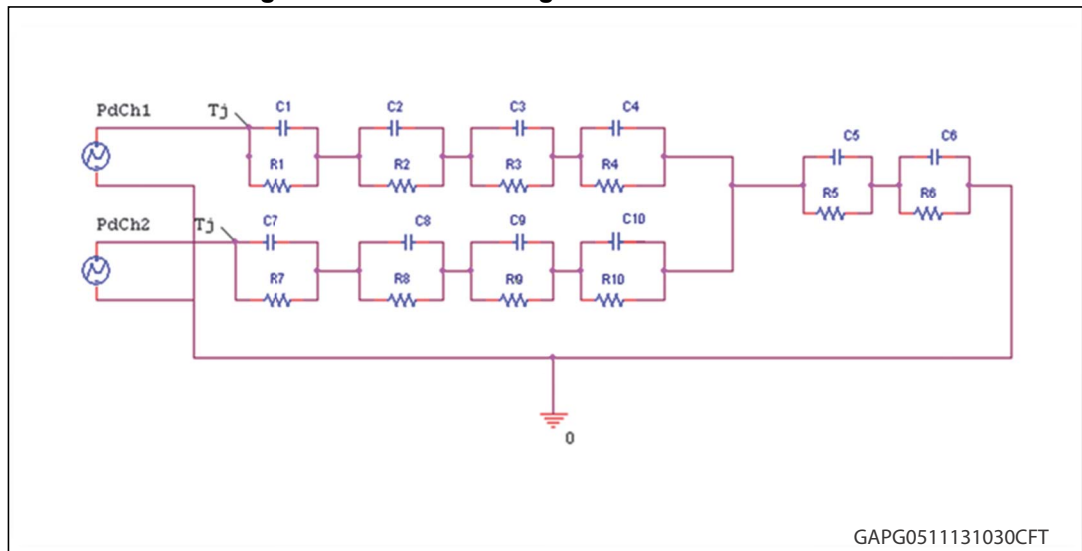 PdCh1
Tj
C1
C2
C3
C4
R1
R2
R3
R4
C5
C6
R5
R6
PdCh2
Tj
C7
C8
C9
C10
R7
R8
R9
R10
0
GAPG0511131030CFT